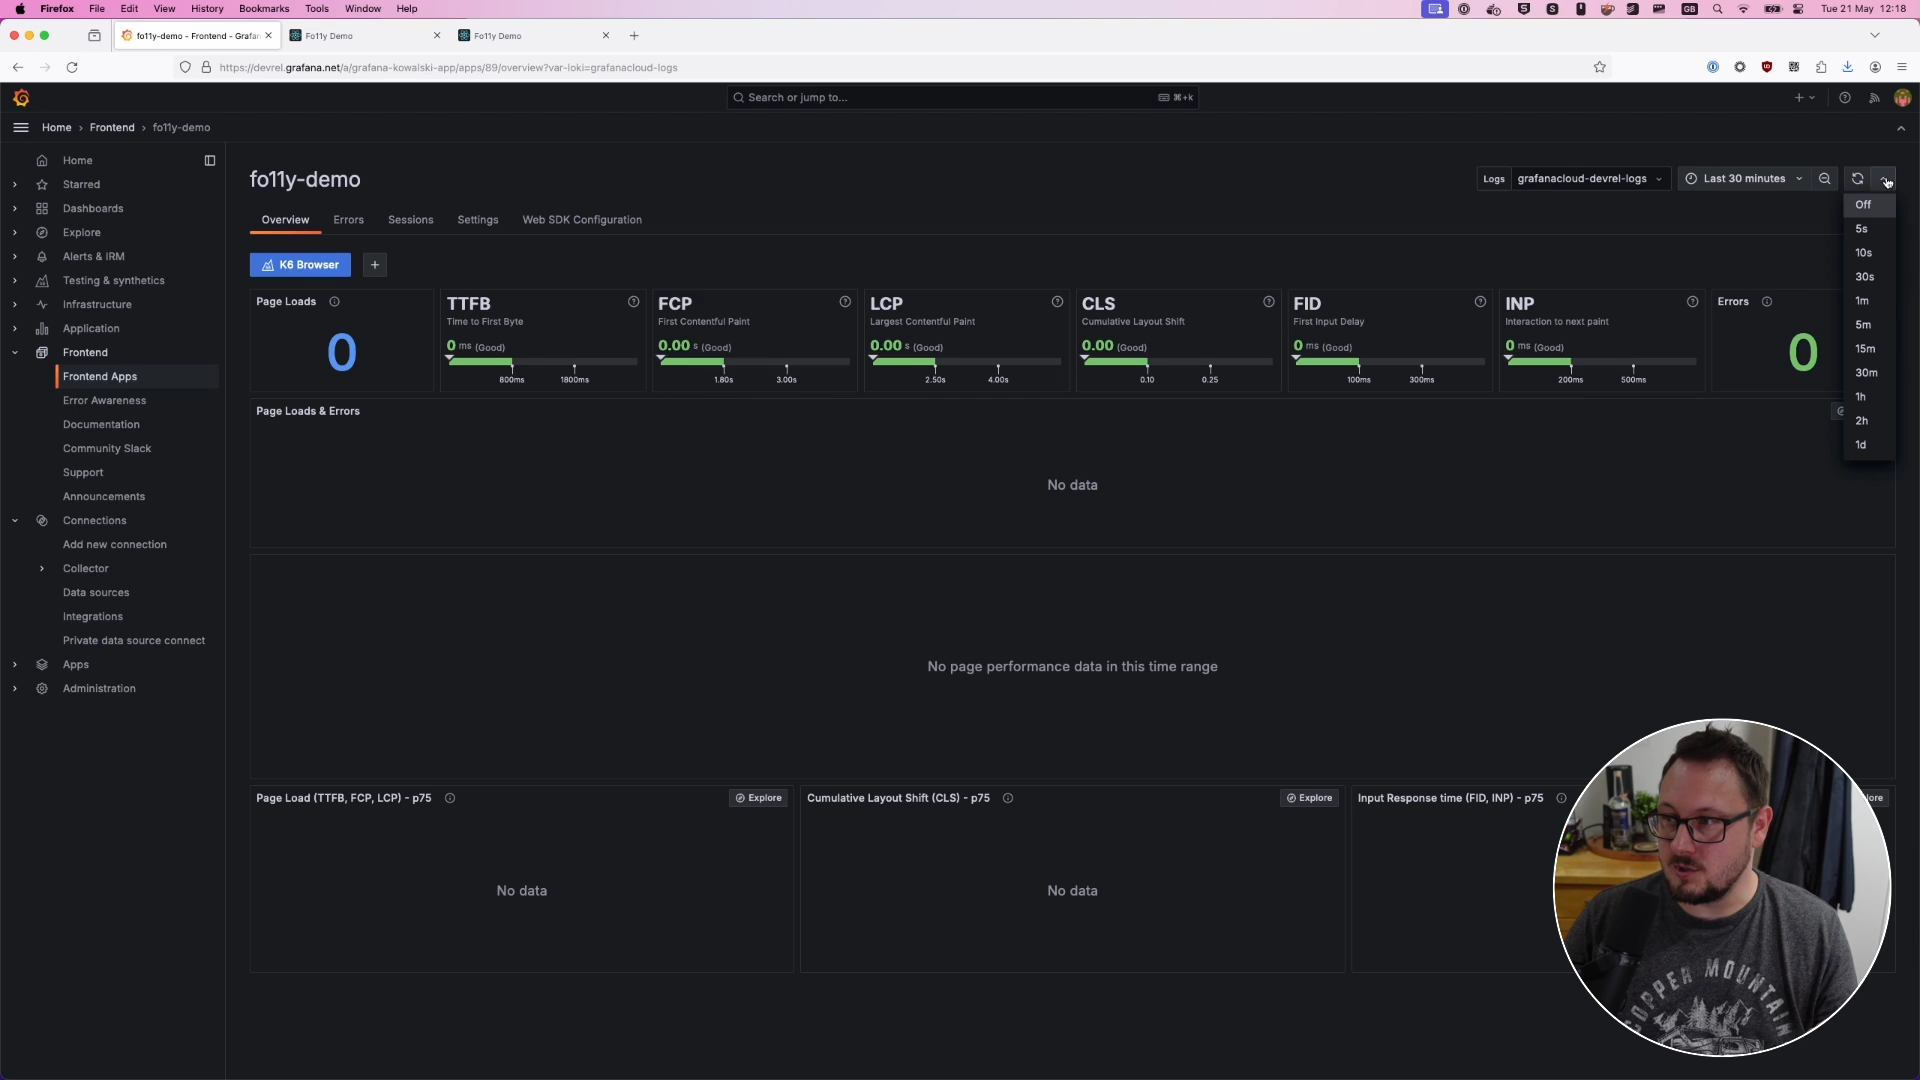 Firefox File Edit View History Bookmarks Tools Window Help
GB
Tue 21 May 12:18
fo11y-demo - Frontend - Grafan
Fo11y Demo
Fo11y Demo
https://devrel.grafana.net/a/grafana-kowalski-app/apps/89/overview?var-loki=grafanacloud-logs
Search or jump to...
⌘+k
Home › Frontend › fo11y-demo
Home
Starred
Dashboards
Explore
Alerts & IRM
Testing & synthetics
Infrastructure
Application
Frontend
Frontend Apps
Error Awareness
Documentation
Community Slack
Support
Announcements
Connections
Add new connection
Collector
Data sources
Integrations
Private data source connect
Apps
Administration
fo11y-demo
Logs grafanacloud-devrel-logs
Last 30 minutes
Off
5s
10s
30s
1m
5m
15m
30m
1h
2h
1d
Overview Errors Sessions Settings Web SDK Configuration
K6 Browser
+
Page Loads
0
TTFB
Time to First Byte
0 ms (Good)
800ms 1800ms
FCP
First Contentful Paint
0.00 s (Good)
1.80s 3.00s
LCP
Largest Contentful Paint
0.00 s (Good)
2.50s 4.00s
CLS
Cumulative Layout Shift
0.00 (Good)
0.10 0.25
FID
First Input Delay
0 ms (Good)
100ms 300ms
INP
Interaction to next paint
0 ms (Good)
200ms 500ms
Errors
0
Page Loads & Errors
No data
No page performance data in this time range
Page Load (TTFB, FCP, LCP) - p75
Explore
No data
Cumulative Layout Shift (CLS) - p75
Explore
No data
Input Response time (FID, INP) - p75
lore
COPPER MOUNTAIN